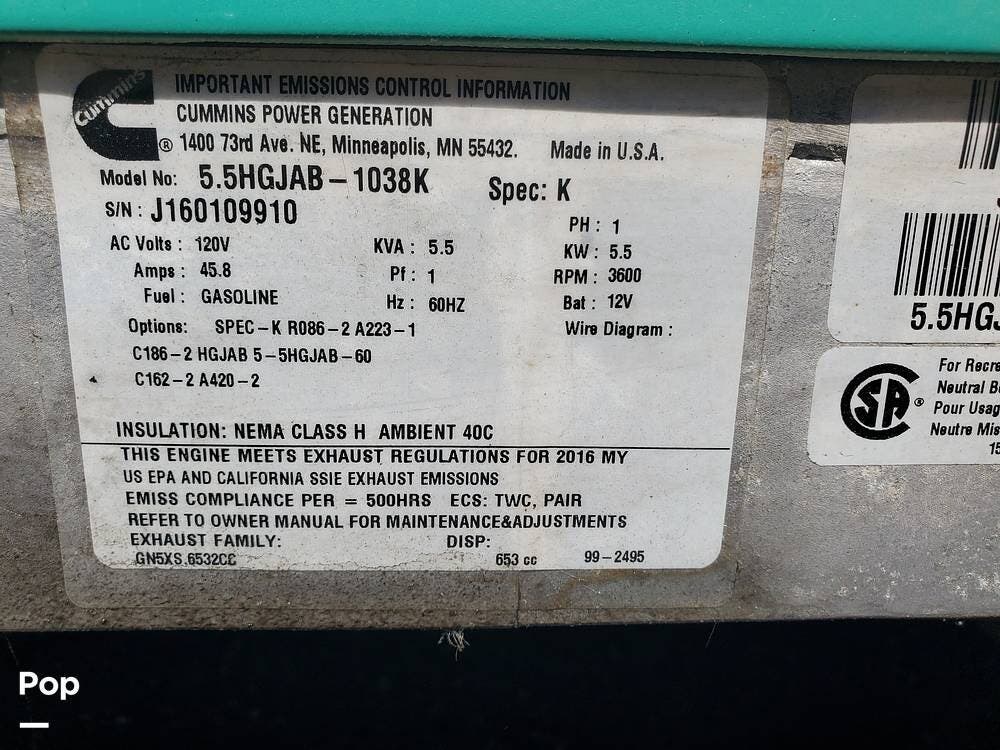 Cummins
IMPORTANT EMISSIONS CONTROL INFORMATION
CUMMINS POWER GENERATION
® 1400 73rd Ave. NE, Minneapolis, MN 55432. Made in U.S.A.
Model No: 5.5HGJAB-1038K Spec: K
S/N : J160109910 PH : 1
AC Volts : 120V KVA : 5.5 KW : 5.5
Amps : 45.8 Pf : 1 RPM : 3600
Fuel : GASOLINE Hz : 60HZ Bat : 12V
Options: SPEC-K R086-2 A223-1 Wire Diagram :
C186-2 HGJAB 5-5HGJAB-60
C162-2 A420-2
INSULATION: NEMA CLASS H AMBIENT 40C
THIS ENGINE MEETS EXHAUST REGULATIONS FOR 2016 MY
US EPA AND CALIFORNIA SSIE EXHAUST EMISSIONS
EMISS COMPLIANCE PER = 500HRS ECS: TWC, PAIR
REFER TO OWNER MANUAL FOR MAINTENANCE&ADJUSTMENTS
EXHAUST FAMILY: DISP:
GN5XS.6532CC 653 cc 99-2495
5.5HGJ
SA ®
For Recre
Neutral B
Pour Usag
Neutre Mis
15
Pop